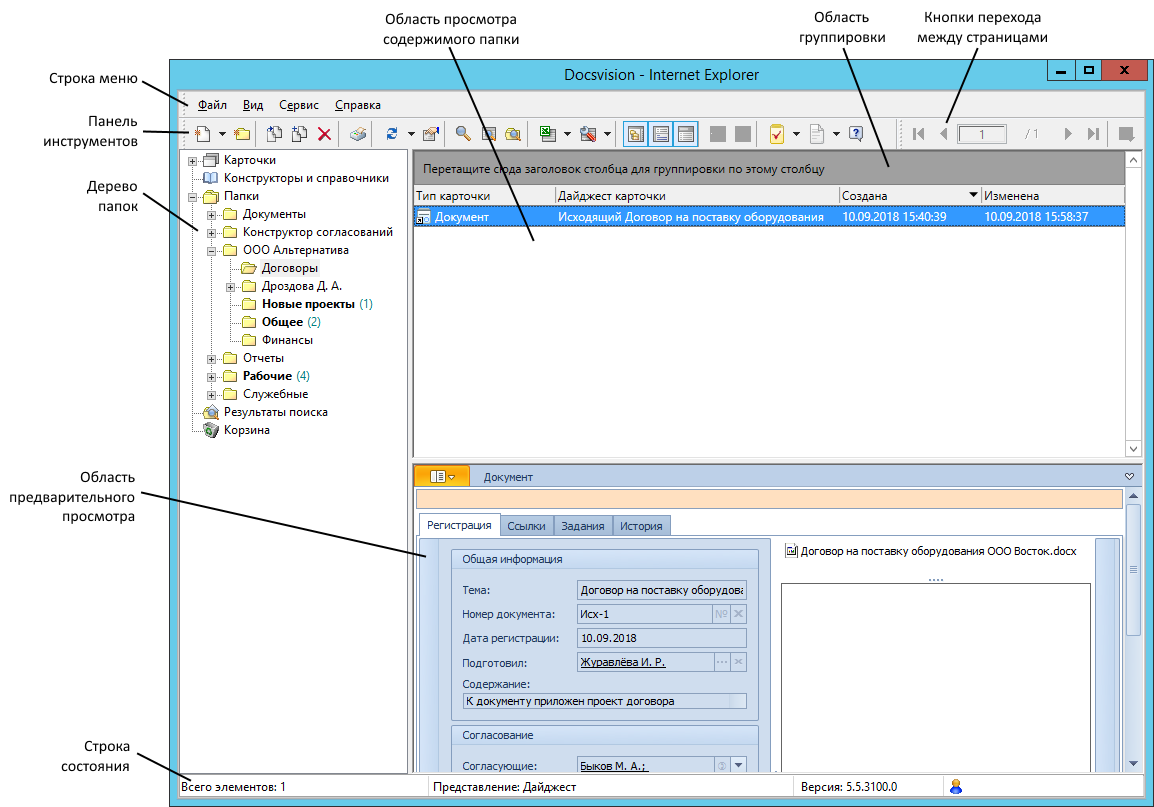 Область просмотра
содержимого папки
Область
группировки
Кнопки перехода
между страницами
Строка меню
Панель
инструментов
Дерево
папок
Область
предварительного
просмотра
Строка
состояния
Docsvision - Internet Explorer
Файл Вид Сервис Справка
1 / 1
Карточки
Конструкторы и справочники
Папки
Документы
Конструктор согласований
ООО Альтернатива
Договоры
Дроздова Д. А.
Новые проекты (1)
Общее (2)
Финансы
Отчеты
Рабочие (4)
Служебные
Результаты поиска
Корзина
Перетащите сюда заголовок столбца для группировки по этому столбцу
Тип карточки Дайджест карточки Создана Изменена
Документ Исходящий Договор на поставку оборудования 10.09.2018 15:40:39 10.09.2018 15:58:37
Документ
Регистрация Ссылки Задания История
Общая информация
Тема: Договор на поставку оборудова
Номер документа: Исх-1 №
Дата регистрации: 10.09.2018
Подготовил: Журавлёва И. Р.
Содержание:
К документу приложен проект договора
Согласование
Согласующие: Быков М. А.;
Договор на поставку оборудования ООО Восток.docx
Всего элементов: 1 Представление: Дайджест Версия: 5.5.3100.0